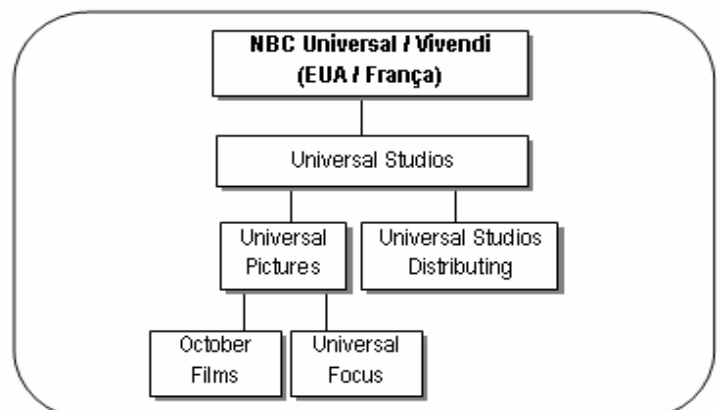 NBC Universal / Vivendi
(EUA / França)
Universal Studios
Universal
Pictures
Universal Studios
Distributing
October
Films
Universal
Focus